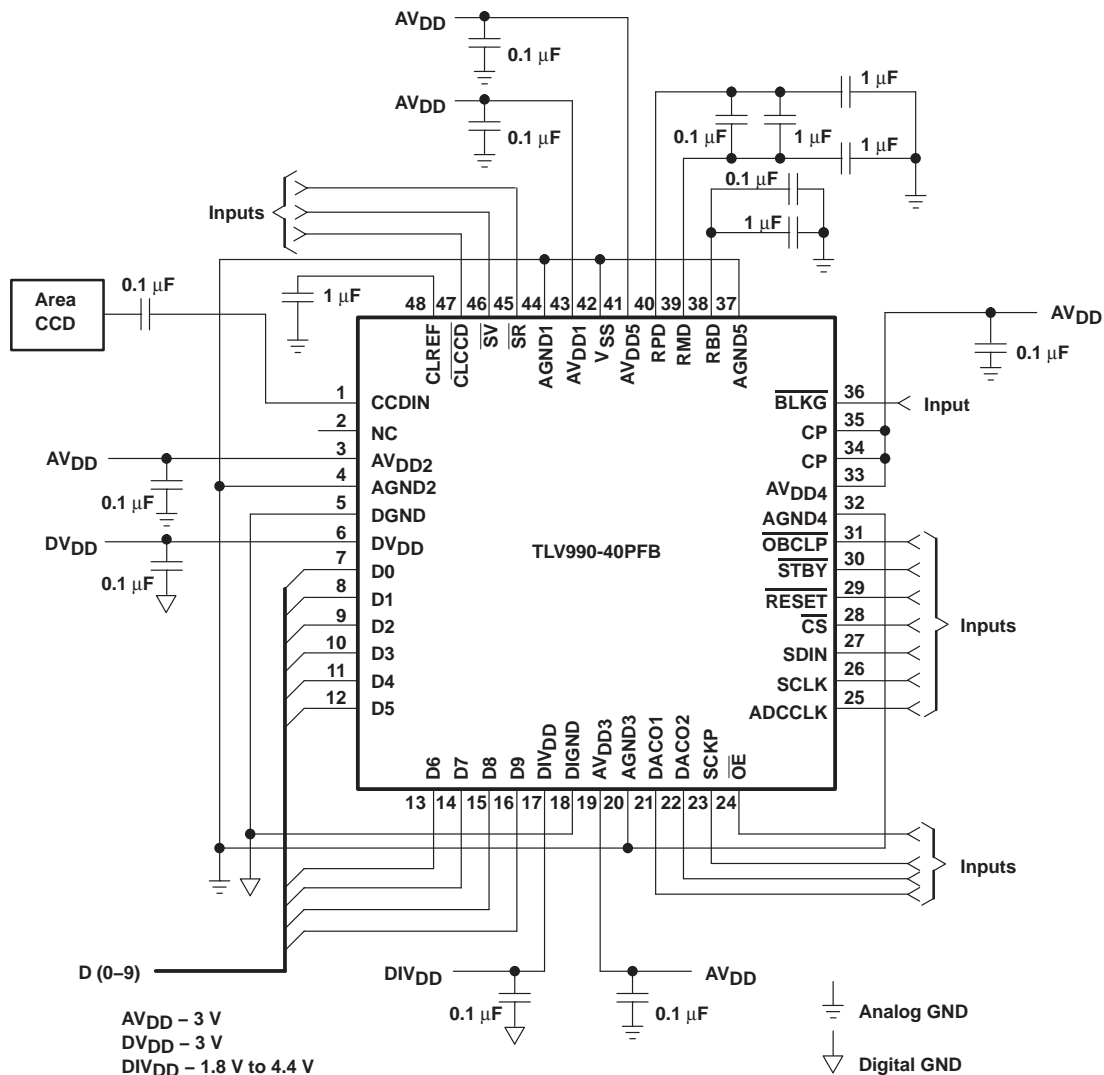 AVDD
0.1 µF
AVDD
0.1 µF
1 µF
0.1 µF
1 µF
1 µF
0.1 µF
1 µF
Inputs
Area
CCD
0.1 µF
1 µF
48 47 46 45 44 43 42 41 40 39 38 37
CLREF
CLCCD
SV
SR
AGND1
AVDD1
VSS
AVDD5
RPD
RMD
RBD
AGND5
AVDD
0.1 µF
1 CCDIN
2 NC
3 AVDD2
4 AGND2
5 DGND
6 DVDD
7 D0
8 D1
9 D2
10 D3
11 D4
12 D5
AVDD
0.1 µF
DVDD
0.1 µF
TLV990-40PFB
BLKG 36
CP 35
CP 34
AVDD4 33
AGND4 32
OBCLP 31
STBY 30
RESET 29
CS 28
SDIN 27
SCLK 26
ADCCLK 25
Input
Inputs
D6
D7
D8
D9
DIVDD
DIGND
AVDD3
AGND3
DACO1
DACO2
SCKP
OE
13 14 15 16 17 18 19 20 21 22 23 24
Inputs
D (0–9)
DIVDD
0.1 µF
AVDD
0.1 µF
AVDD – 3 V
DVDD – 3 V
DIVDD – 1.8 V to 4.4 V
Analog GND
Digital GND